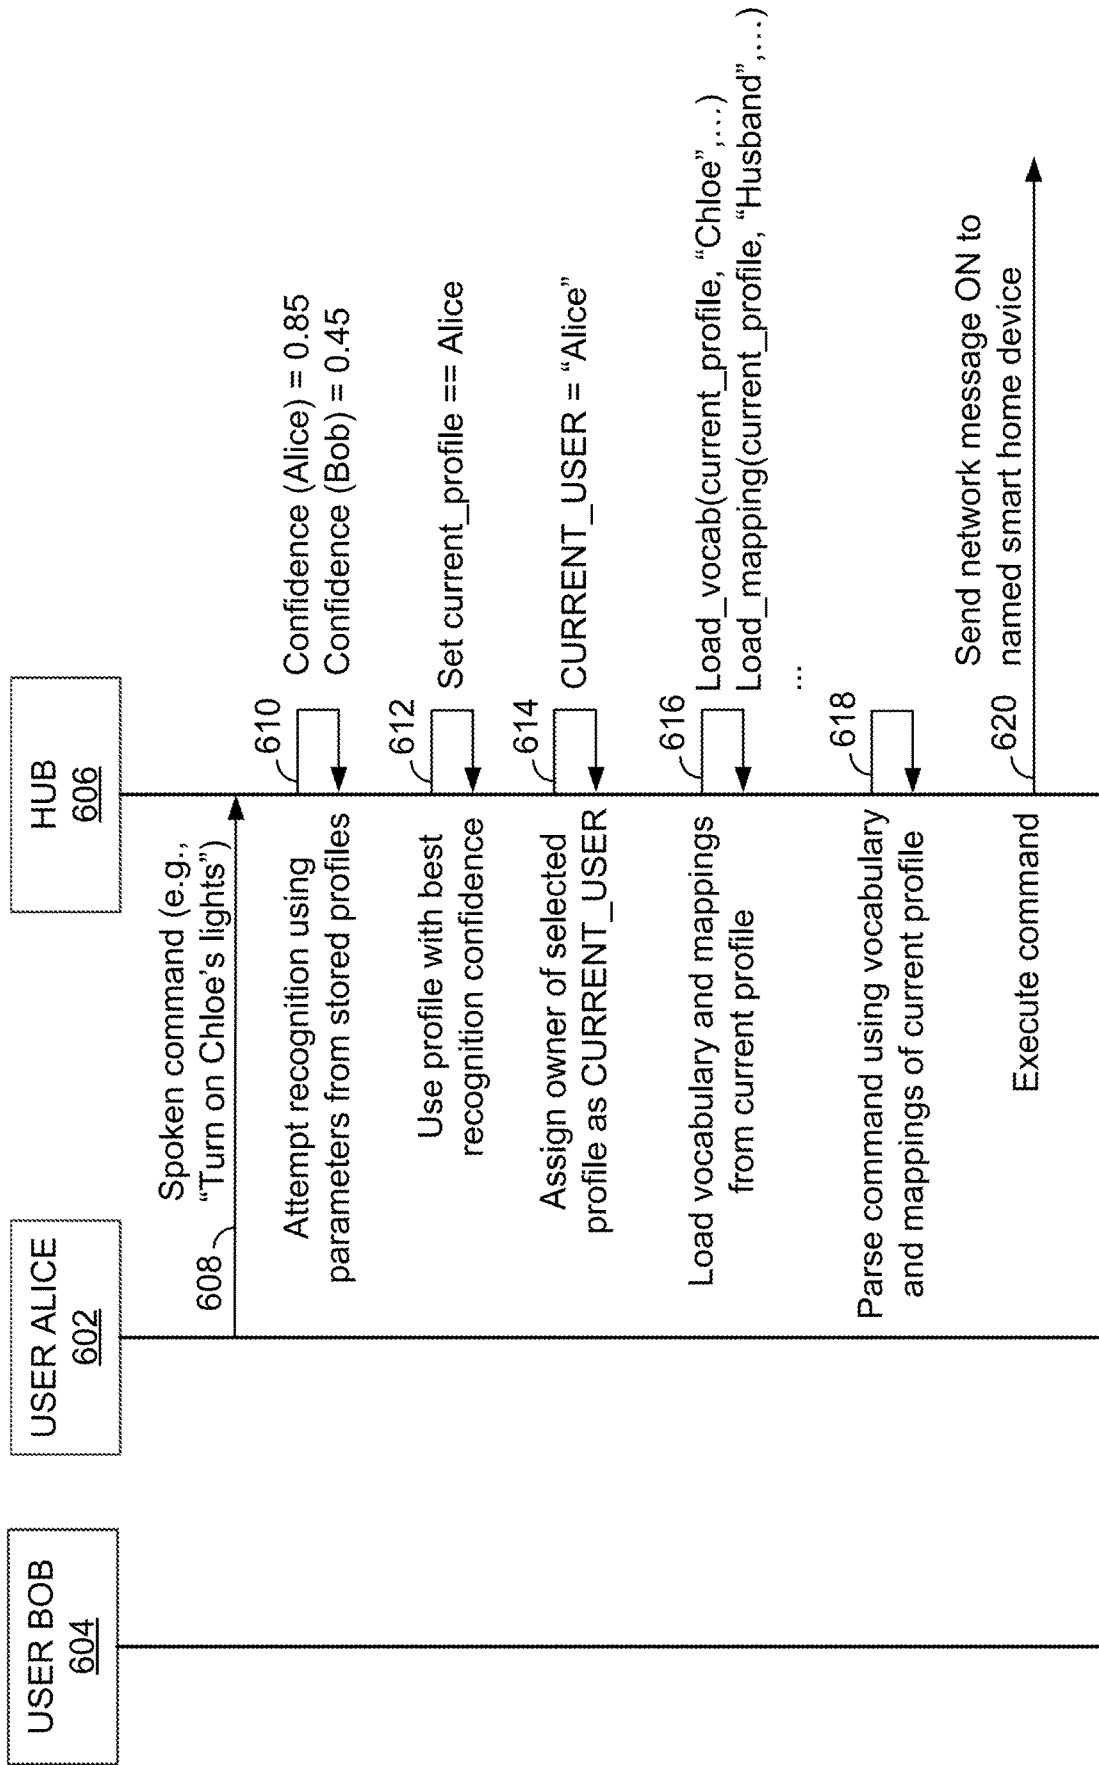 USER BOB
604
USER ALICE
602
HUB
606
608
Spoken command (e.g.,
“Turn on Chloe’s lights”)
Attempt recognition using
parameters from stored profiles
610
Confidence (Alice) = 0.85
Confidence (Bob) = 0.45
Use profile with best
recognition confidence
612
Set current_profile == Alice
Assign owner of selected
profile as CURRENT_USER
614
CURRENT_USER = “Alice”
Load vocabulary and mappings
from current profile
616
Load_vocab(current_profile, “Chloe”,…)
Load_mapping(current_profile, “Husband”,…)
…
Parse command using vocabulary
and mappings of current profile
618
Execute command
620
Send network message ON to
named smart home device